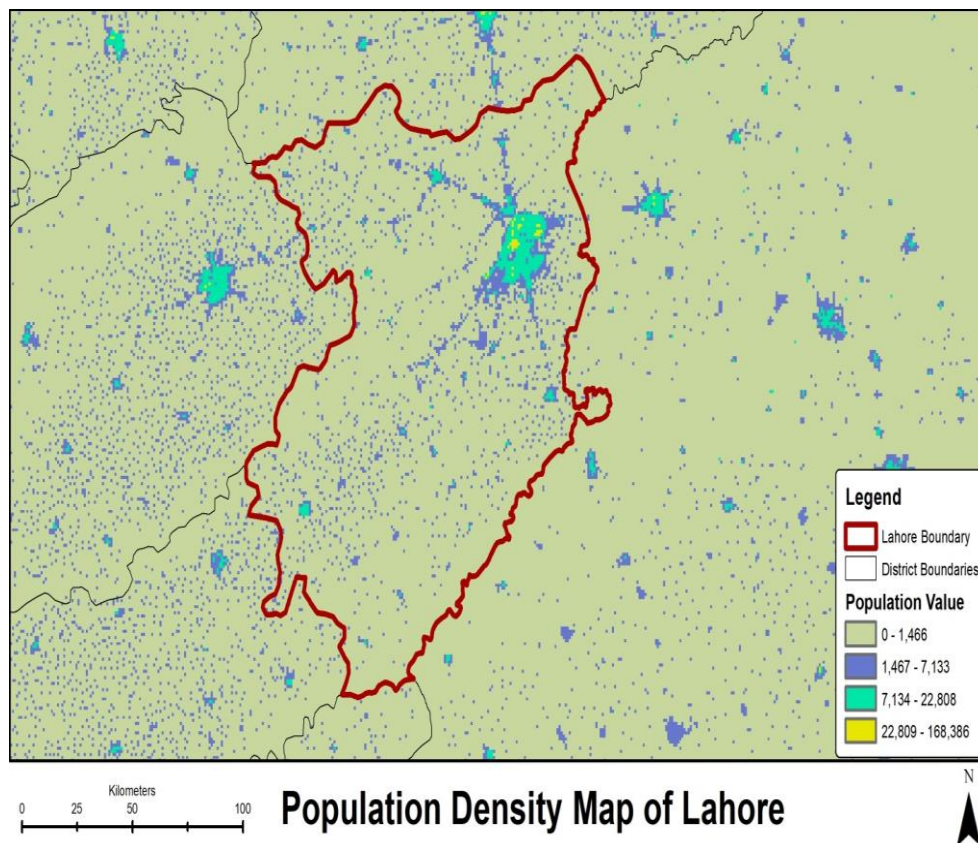 Legend
Lahore Boundary
District Boundaries
Population Value
0 - 1,466
1,467 - 7,133
7,134 - 22,808
22,809 - 168,386
Kilometers
0 25 50 100
Population Density Map of Lahore
N